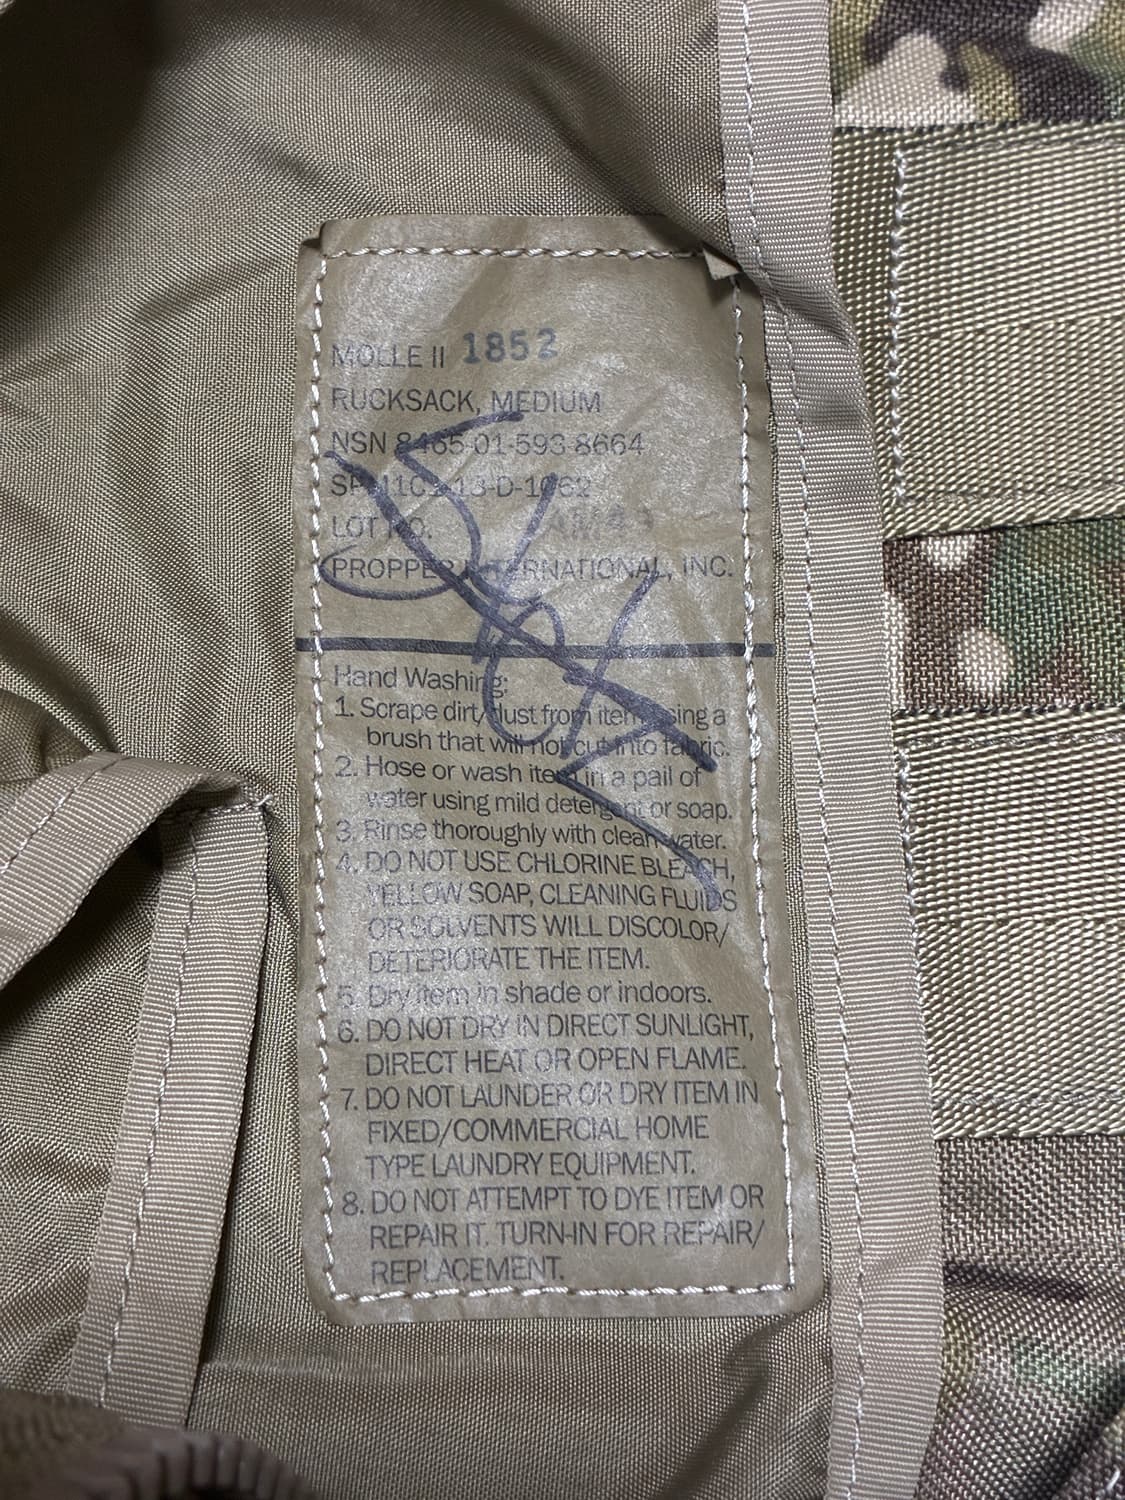 MOLLE II 1852
RUCKSACK, MEDIUM
NSN 8465-01-593-8664
13-D-1062
LOT NO.
PROPPER INTERNATIONAL, INC.
Hand Washing:
1. Scrape dirt/dust from item using a
brush that will not cut into fabric.
2. Hose or wash item in a pail of
water using mild detergent or soap.
3. Rinse thoroughly with clean water.
4. DO NOT USE CHLORINE BLEACH,
YELLOW SOAP, CLEANING FLUIDS
OR SOLVENTS WILL DISCOLOR/
DETERIORATE THE ITEM.
5. Dry item in shade or indoors.
6. DO NOT DRY IN DIRECT SUNLIGHT,
DIRECT HEAT OR OPEN FLAME.
7. DO NOT LAUNDER OR DRY ITEM IN
FIXED/COMMERCIAL HOME
TYPE LAUNDRY EQUIPMENT.
8. DO NOT ATTEMPT TO DYE ITEM OR
REPAIR IT. TURN-IN FOR REPAIR/
REPLACEMENT.